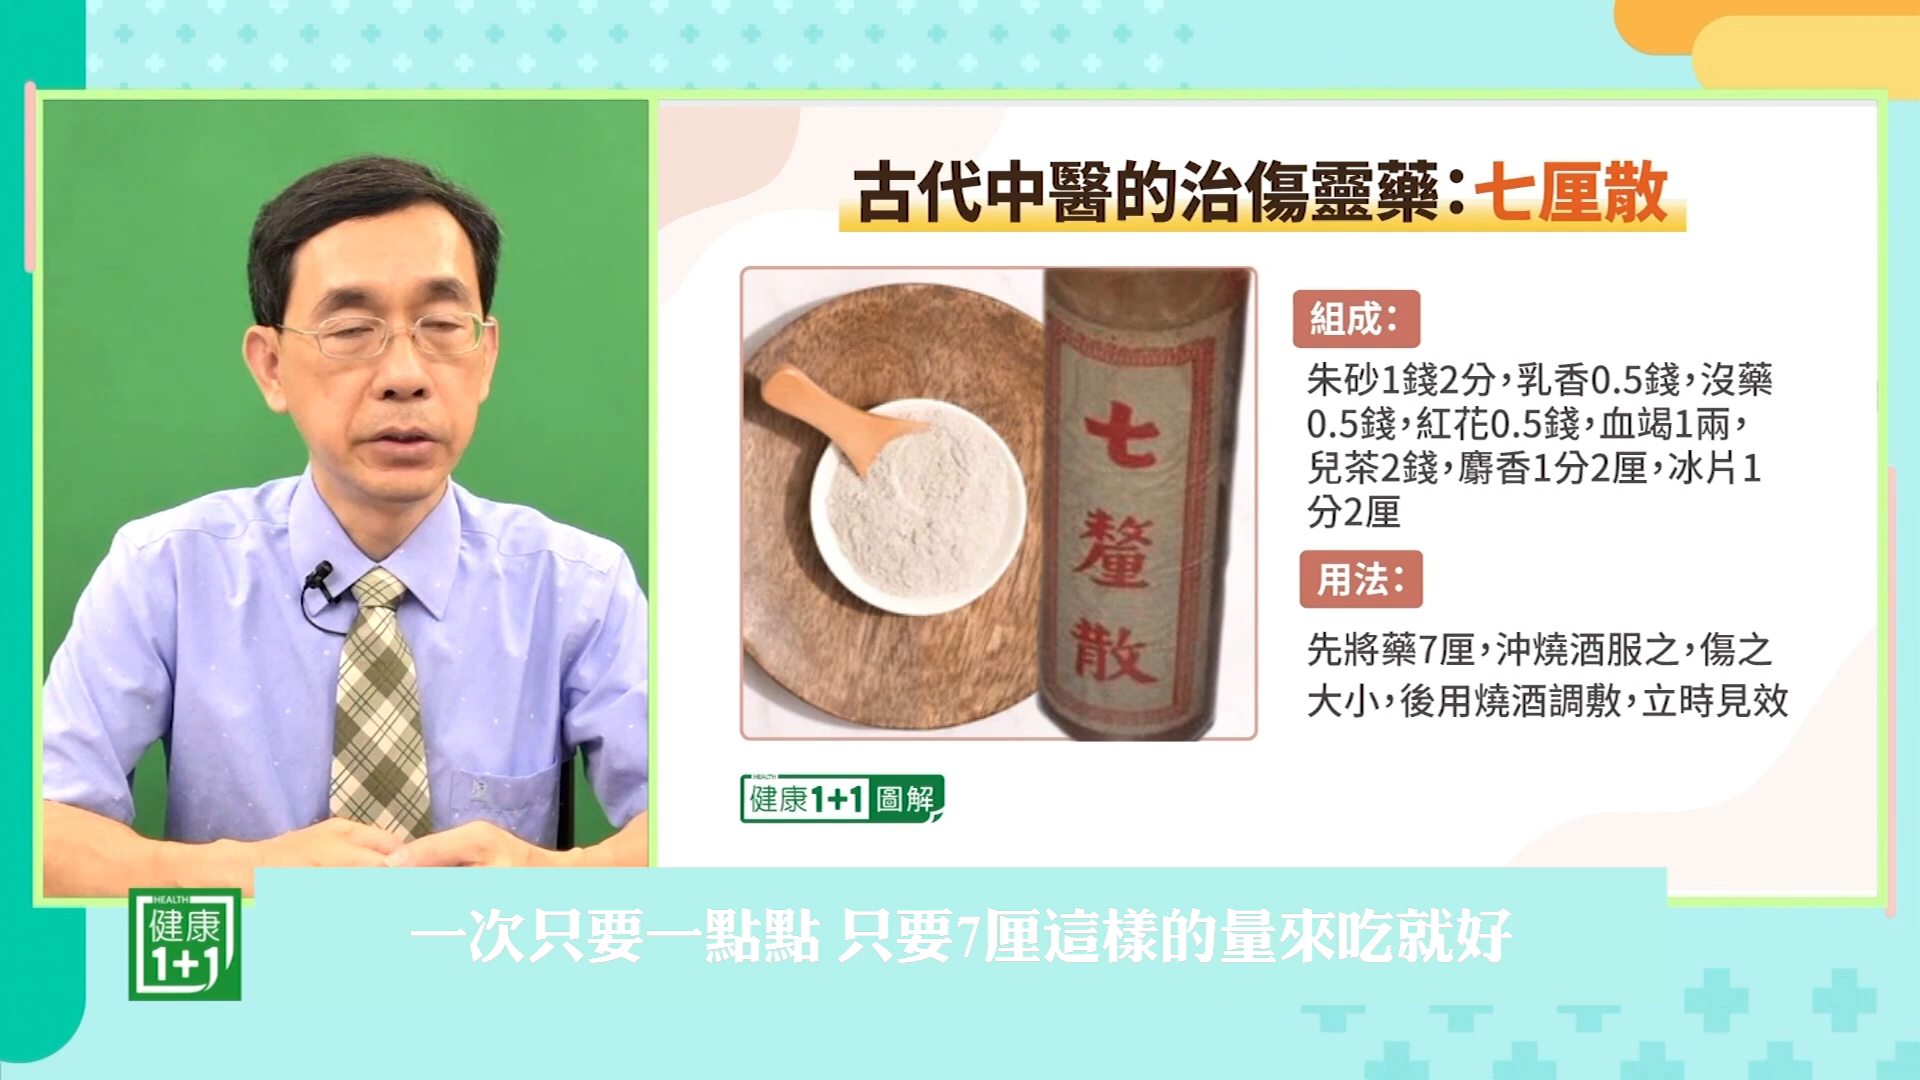 古代中醫的治傷靈藥：七厘散
七
釐
散
組成：
朱砂1錢2分，乳香0.5錢，沒藥
0.5錢，紅花0.5錢，血竭1兩，
兒茶2錢，麝香1分2厘，冰片1
分2厘
用法：
先將藥7厘，沖燒酒服之，傷之
大小，後用燒酒調敷，立時見效
HEALTH
健康1+1 圖解
HEALTH
健康
1+1
一次只要一點點 只要7厘這樣的量來吃就好